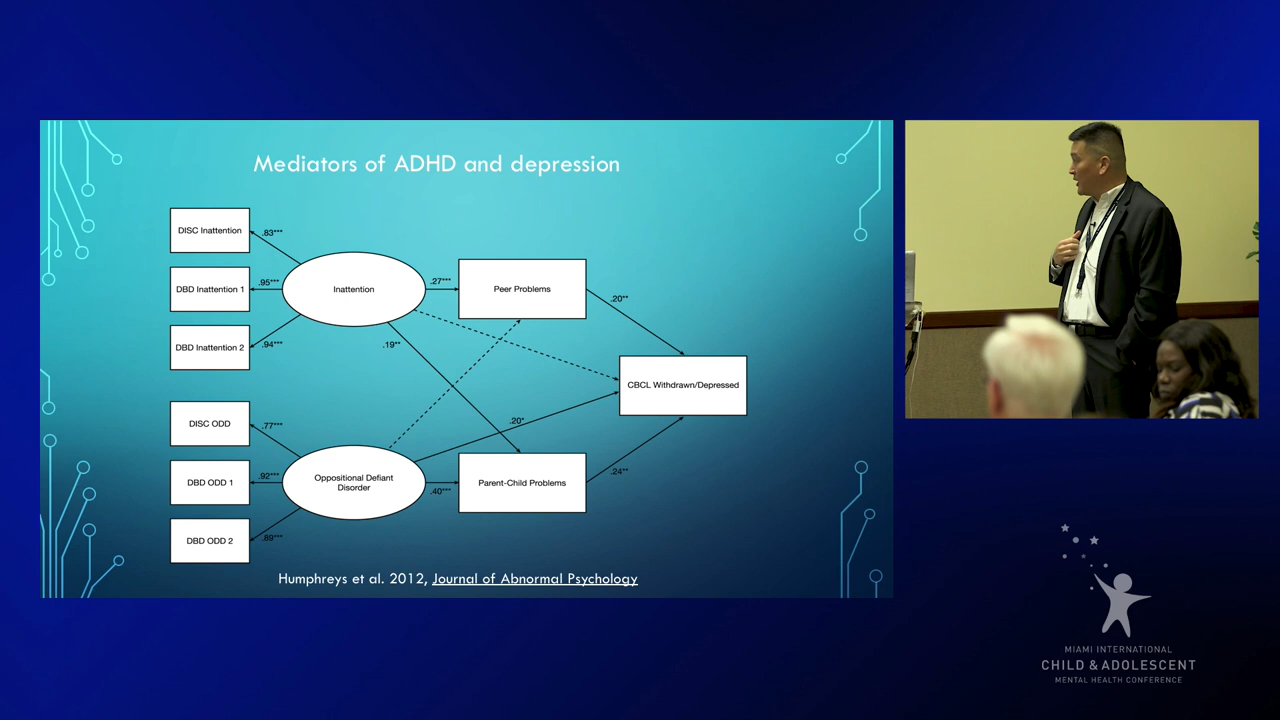 Mediators of ADHD and depression
DISC Inattention
.83***
DBD Inattention 1
.95***
Inattention
.27***
Peer Problems
.20**
DBD Inattention 2
.94***
.19**
CBCL Withdrawn/Depressed
DISC ODD
.77***
.20*
DBD ODD 1
.92***
Oppositional Defiant
Disorder
.40***
Parent-Child Problems
.24**
DBD ODD 2
.89***
Humphreys et al. 2012, Journal of Abnormal Psychology
MIAMI INTERNATIONAL
CHILD & ADOLESCENT
MENTAL HEALTH CONFERENCE